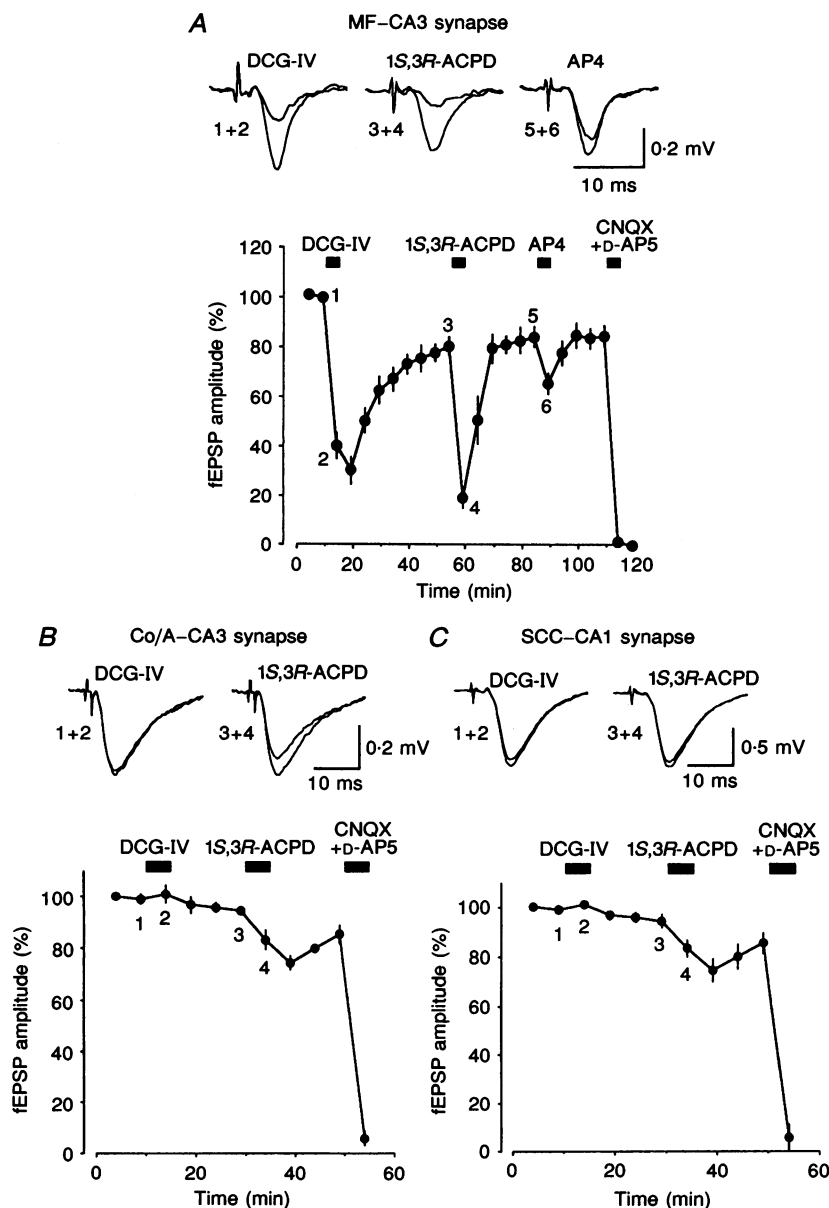 A MF–CA3 synapse
DCG-IV 1S,3R-ACPD AP4
1+2 3+4 5+6
0·2 mV
10 ms
CNQX
DCG-IV 1S,3R-ACPD AP4 +D-AP5
fEPSP amplitude (%)
120
100
80
60
40
20
0
1
2
3
4
5
6
0 20 40 60 80 100 120
Time (min)
B Co/A–CA3 synapse
DCG-IV 1S,3R-ACPD
1+2 3+4
0·2 mV
10 ms
CNQX
DCG-IV 1S,3R-ACPD +D-AP5
fEPSP amplitude (%)
100
80
60
40
20
0
1
2
3
4
0 20 40 60
Time (min)
C SCC–CA1 synapse
DCG-IV 1S,3R-ACPD
1+2 3+4
0·5 mV
10 ms
CNQX
DCG-IV 1S,3R-ACPD +D-AP5
fEPSP amplitude (%)
100
80
60
40
20
0
1
2
3
4
0 20 40 60
Time (min)